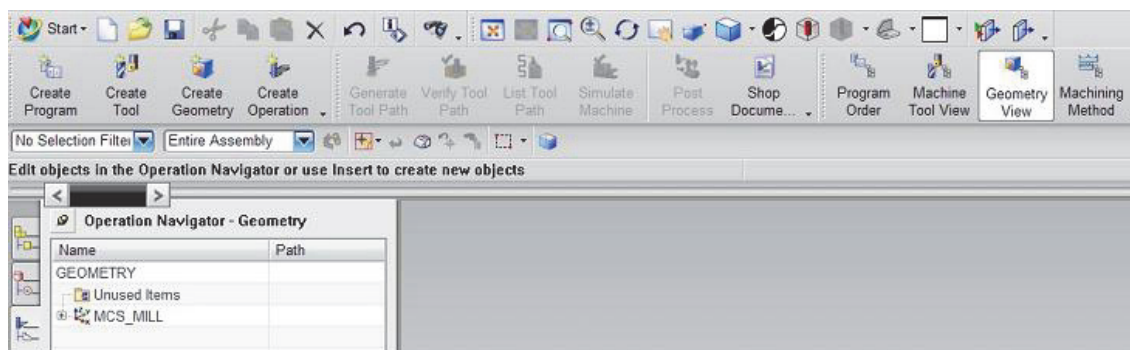 Start
Create Program
Create Tool
Create Geometry
Create Operation
Generate Tool Path
Verify Tool Path
List Tool Path
Simulate Machine
Post Process
Shop Docume...
Program Order
Machine Tool View
Geometry View
Machining Method
No Selection Filter
Entire Assembly
Edit objects in the Operation Navigator or use Insert to create new objects
Operation Navigator - Geometry
Name Path
GEOMETRY
Unused Items
MCS_MILL